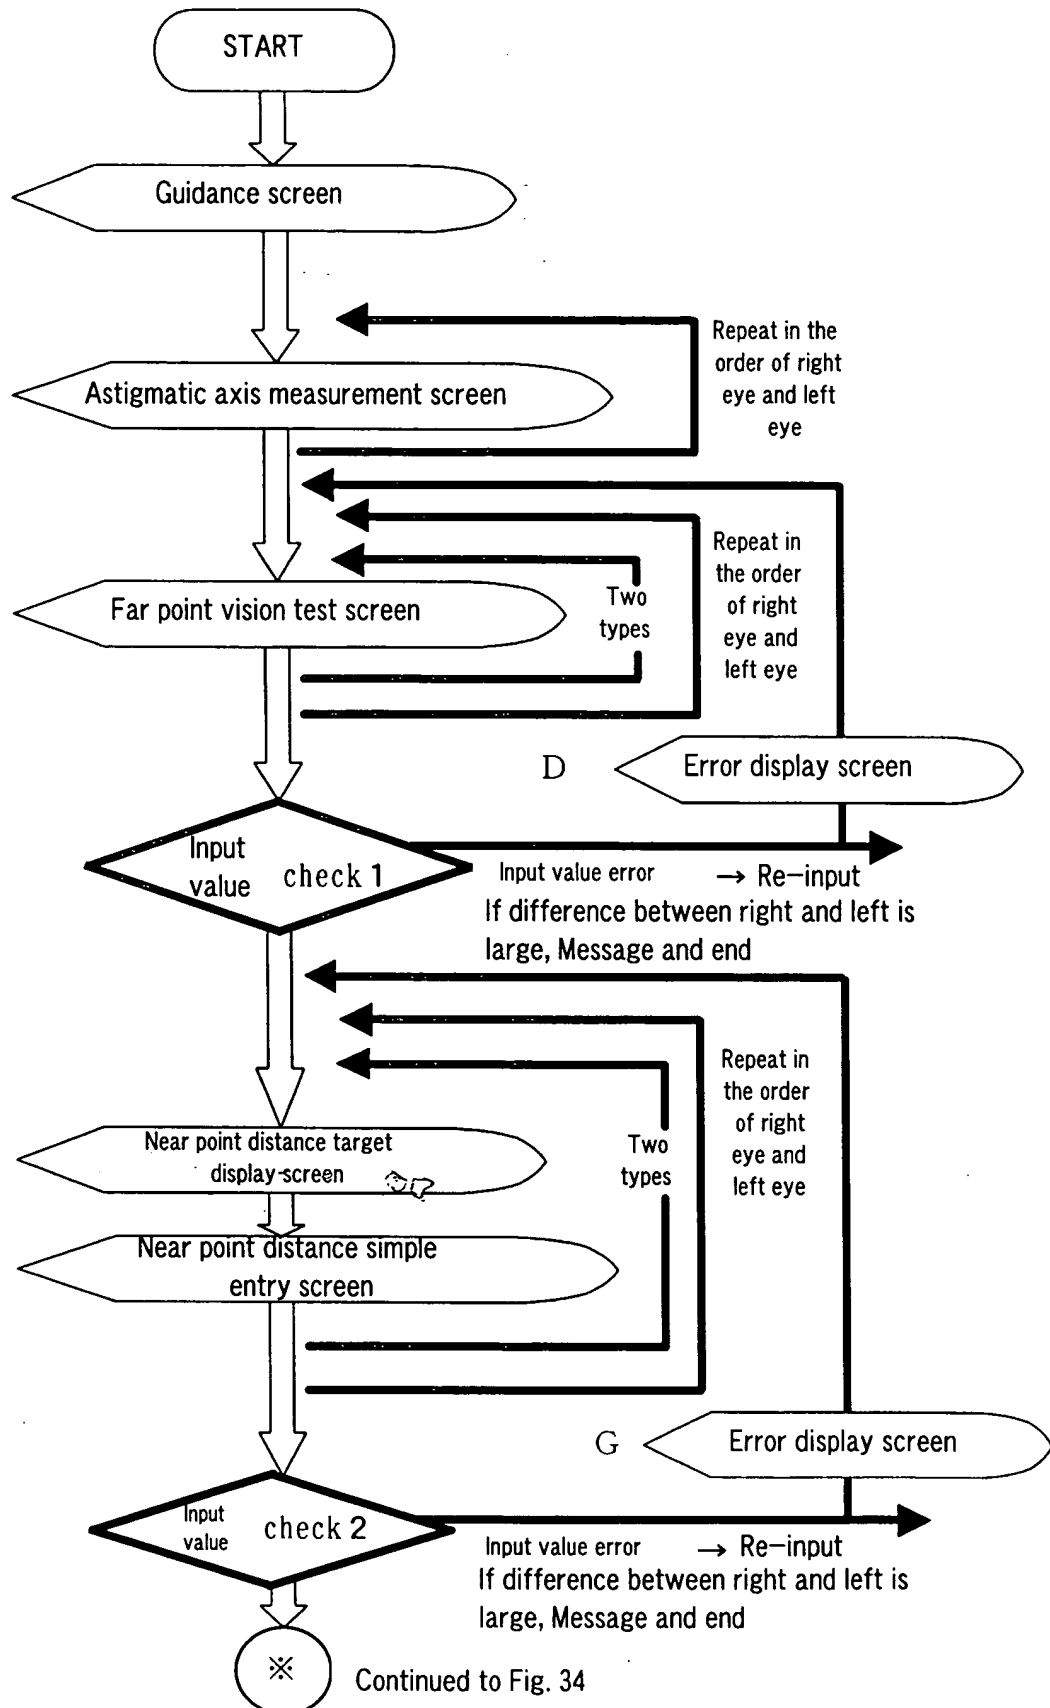 START
Guidance screen
Repeat in the
order of right
eye and left
eye
Astigmatic axis measurement screen
Repeat in
the order
of right
eye and
left eye
Two
types
Far point vision test screen
D
Error display screen
Input
value
check 1
Input value error → Re-input
If difference between right and left is
large, Message and end
Repeat in
the order
of right
eye and
left eye
Two
types
Near point distance target
display-screen
Near point distance simple
entry screen
G
Error display screen
Input
value
check 2
Input value error → Re-input
If difference between right and left is
large, Message and end
※
Continued to Fig. 34